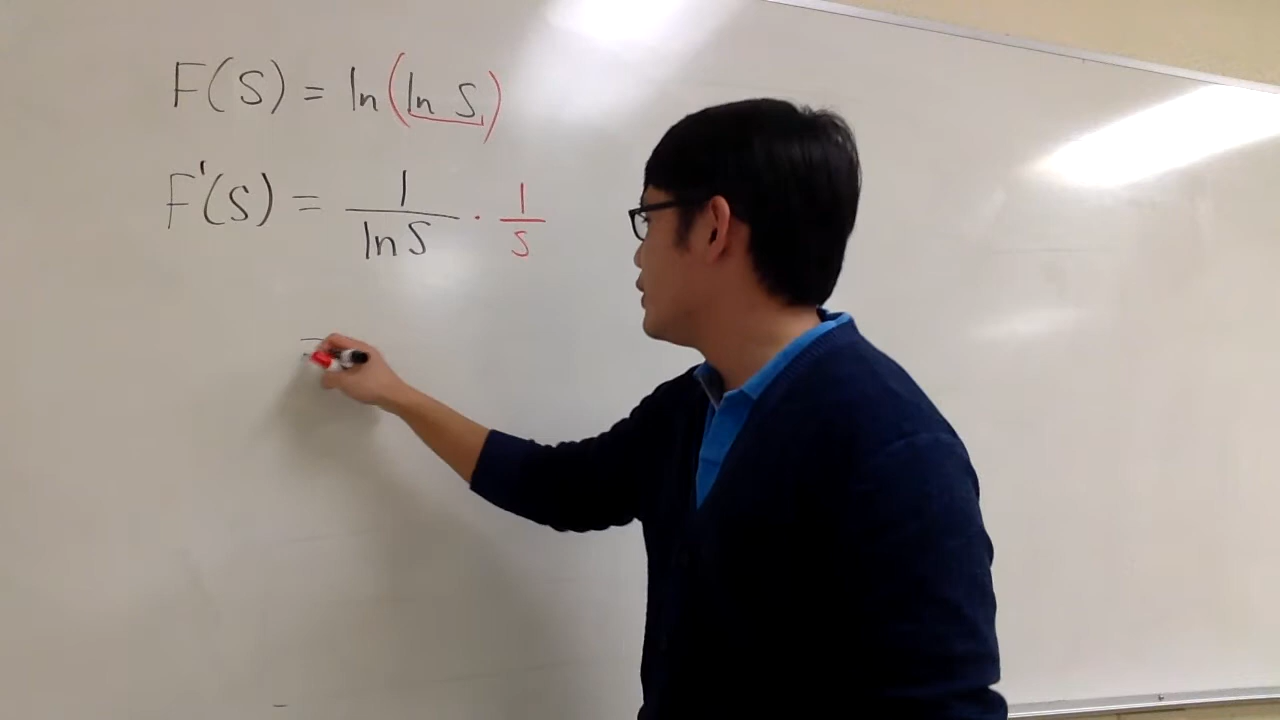 F(S) = ln(ln S)
F'(S) = 1/ln S · 1/s
=